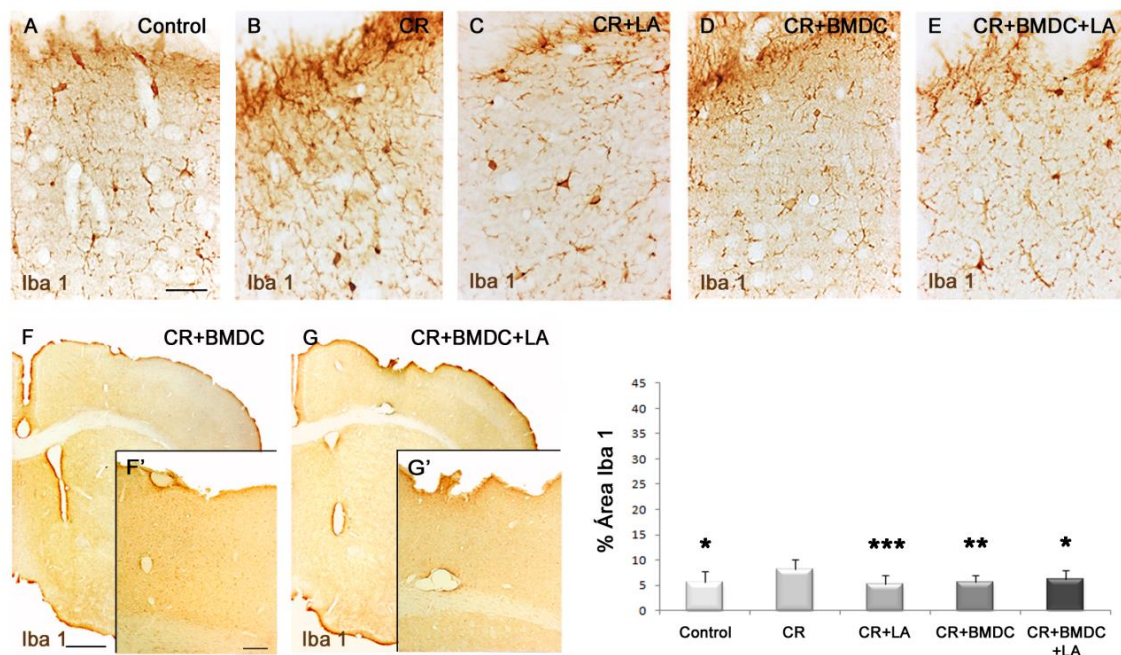 A Control
B CR
C CR+LA
D CR+BMDC
E CR+BMDC+LA
Iba 1
Iba 1
Iba 1
Iba 1
Iba 1
F CR+BMDC
G CR+BMDC+LA
F'
G'
Iba 1
Iba 1
% Área Iba 1
45
40
35
30
25
20
15
10
5
0
* *** ** *
Control CR CR+LA CR+BMDC CR+BMDC
+LA